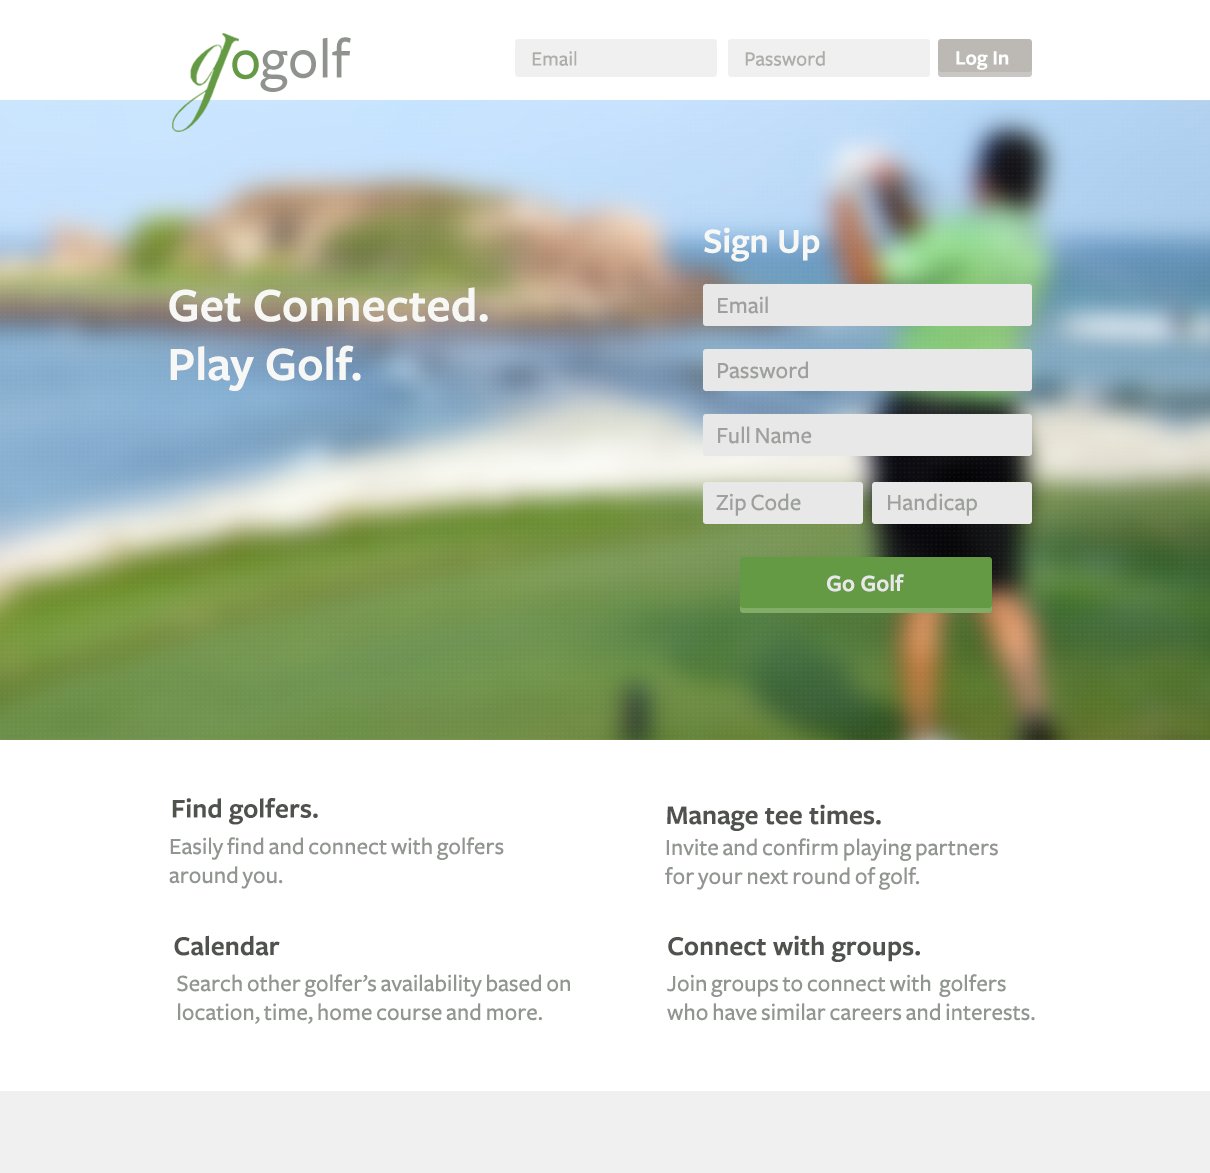 gogolf
Email
Password
Log In
Sign Up
Get Connected.
Play Golf.
Email
Password
Full Name
Zip Code
Handicap
Go Golf
Find golfers.
Easily find and connect with golfers
around you.
Manage tee times.
Invite and confirm playing partners
for your next round of golf.
Calendar
Search other golfer’s availability based on
location, time, home course and more.
Connect with groups.
Join groups to connect with golfers
who have similar careers and interests.